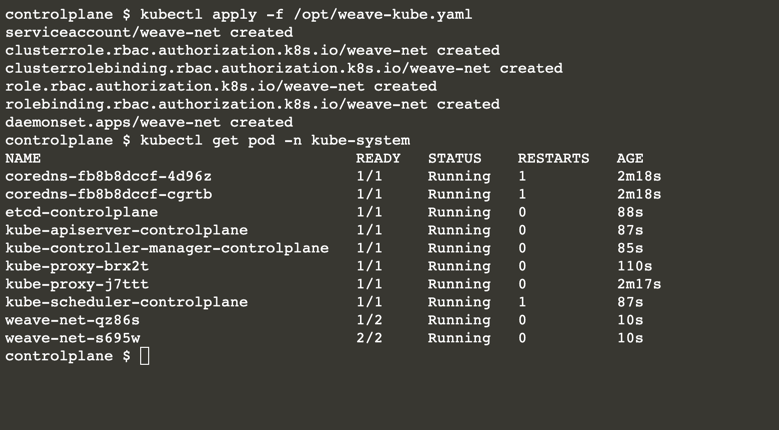 controlplane $ kubectl apply -f /opt/weave-kube.yaml
serviceaccount/weave-net created
clusterrole.rbac.authorization.k8s.io/weave-net created
clusterrolebinding.rbac.authorization.k8s.io/weave-net created
role.rbac.authorization.k8s.io/weave-net created
rolebinding.rbac.authorization.k8s.io/weave-net created
daemonset.apps/weave-net created
controlplane $ kubectl get pod -n kube-system
NAME READY STATUS RESTARTS AGE
coredns-fb8b8dccf-4d96z 1/1 Running 1 2m18s
coredns-fb8b8dccf-cgrtb 1/1 Running 1 2m18s
etcd-controlplane 1/1 Running 0 88s
kube-apiserver-controlplane 1/1 Running 0 87s
kube-controller-manager-controlplane 1/1 Running 0 85s
kube-proxy-brx2t 1/1 Running 0 110s
kube-proxy-j7ttt 1/1 Running 0 2m17s
kube-scheduler-controlplane 1/1 Running 1 87s
weave-net-qz86s 1/2 Running 0 10s
weave-net-s695w 2/2 Running 0 10s
controlplane $